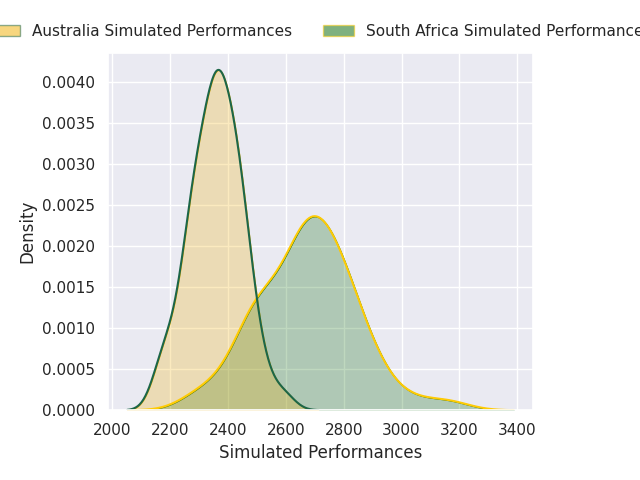 Australia Simulated Performances
South Africa Simulated Performance
0.0040
0.0035
0.0030
0.0025
0.0020
0.0015
0.0010
0.0005
0.0000
Density
2000 2200 2400 2600 2800 3000 3200 3400
Simulated Performances